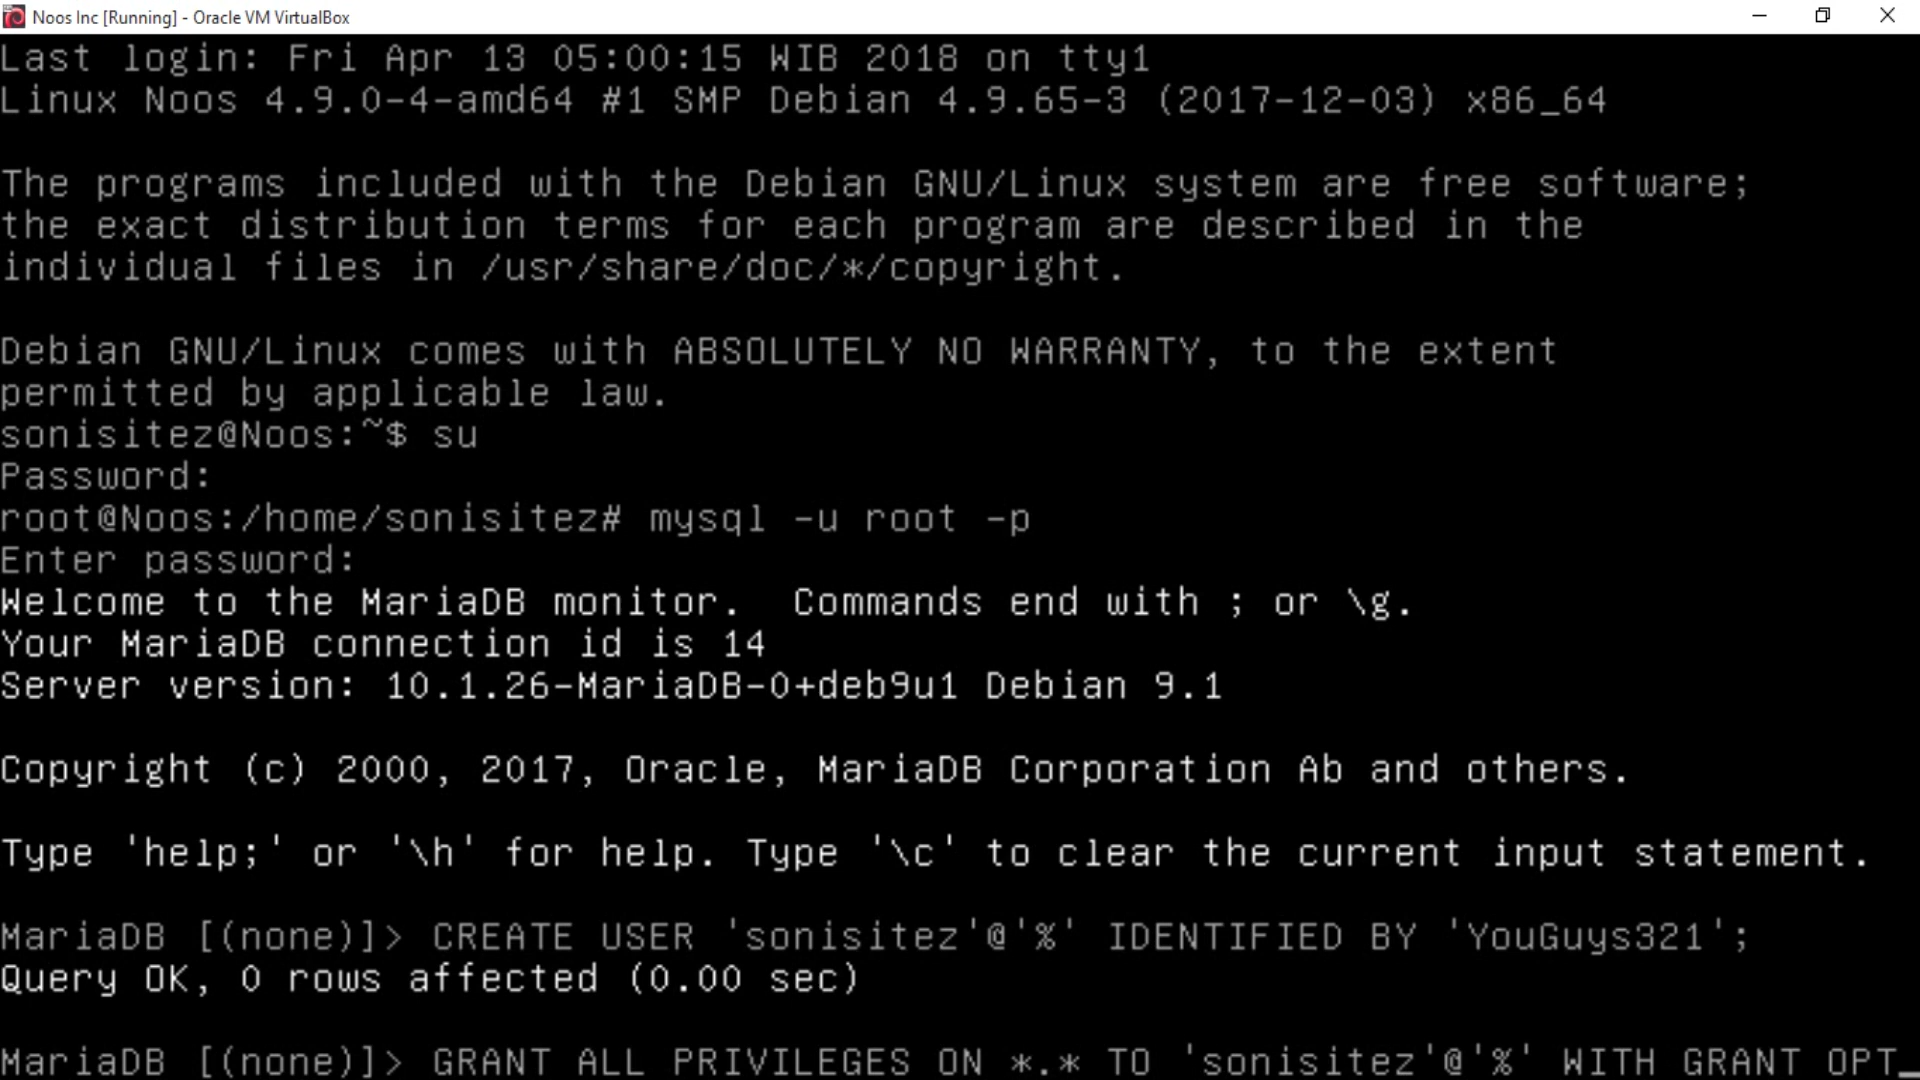 Noos Inc [Running] - Oracle VM VirtualBox
Last login: Fri Apr 13 05:00:15 WIB 2018 on tty1
Linux Noos 4.9.0-4-amd64 #1 SMP Debian 4.9.65-3 (2017-12-03) x86_64
The programs included with the Debian GNU/Linux system are free software;
the exact distribution terms for each program are described in the
individual files in /usr/share/doc/*/copyright.
Debian GNU/Linux comes with ABSOLUTELY NO WARRANTY, to the extent
permitted by applicable law.
sonisitez@Noos:~$ su
Password:
root@Noos:/home/sonisitez# mysql -u root -p
Enter password:
Welcome to the MariaDB monitor.  Commands end with ; or \g.
Your MariaDB connection id is 14
Server version: 10.1.26-MariaDB-0+deb9u1 Debian 9.1
Copyright (c) 2000, 2017, Oracle, MariaDB Corporation Ab and others.
Type 'help;' or '\h' for help. Type '\c' to clear the current input statement.
MariaDB [(none)]> CREATE USER 'sonisitez'@'%' IDENTIFIED BY 'YouGuys321';
Query OK, 0 rows affected (0.00 sec)
MariaDB [(none)]> GRANT ALL PRIVILEGES ON *.* TO 'sonisitez'@'%' WITH GRANT OPT_